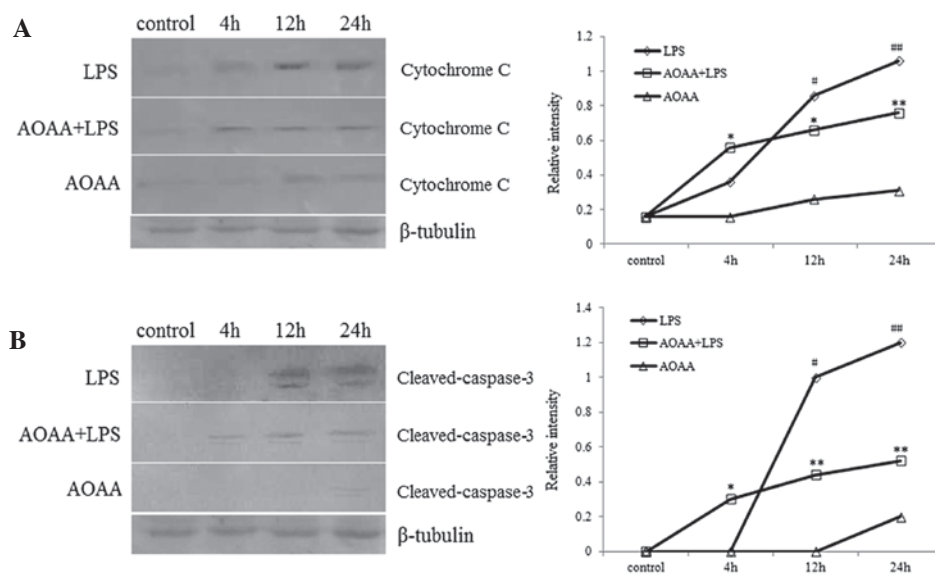 A
control 4h 12h 24h
LPS Cytochrome C
AOAA+LPS Cytochrome C
AOAA Cytochrome C
β-tubulin
LPS
AOAA+LPS
AOAA
Relative intensity
1.2
1
0.8
0.6
0.4
0.2
0
control 4h 12h 24h
* # * ## **
B
control 4h 12h 24h
LPS Cleaved-caspase-3
AOAA+LPS Cleaved-caspase-3
AOAA Cleaved-caspase-3
β-tubulin
LPS
AOAA+LPS
AOAA
Relative intensity
1.4
1.2
1
0.8
0.6
0.4
0.2
0
control 4h 12h 24h
* # ** ## **